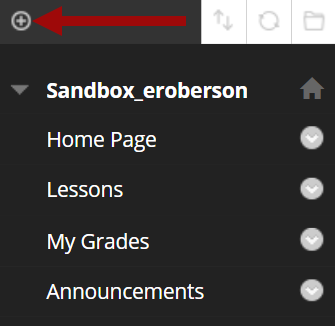 Sandbox_eroberson
Home Page
Lessons
My Grades
Announcements